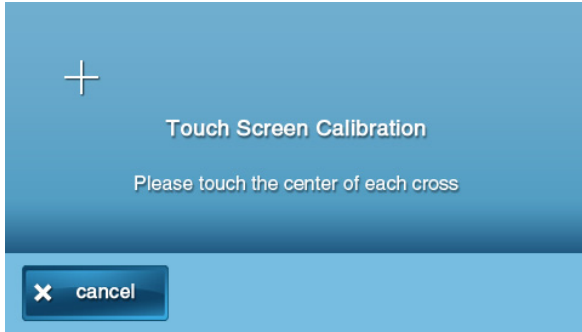 Touch Screen Calibration
Please touch the center of each cross
cancel